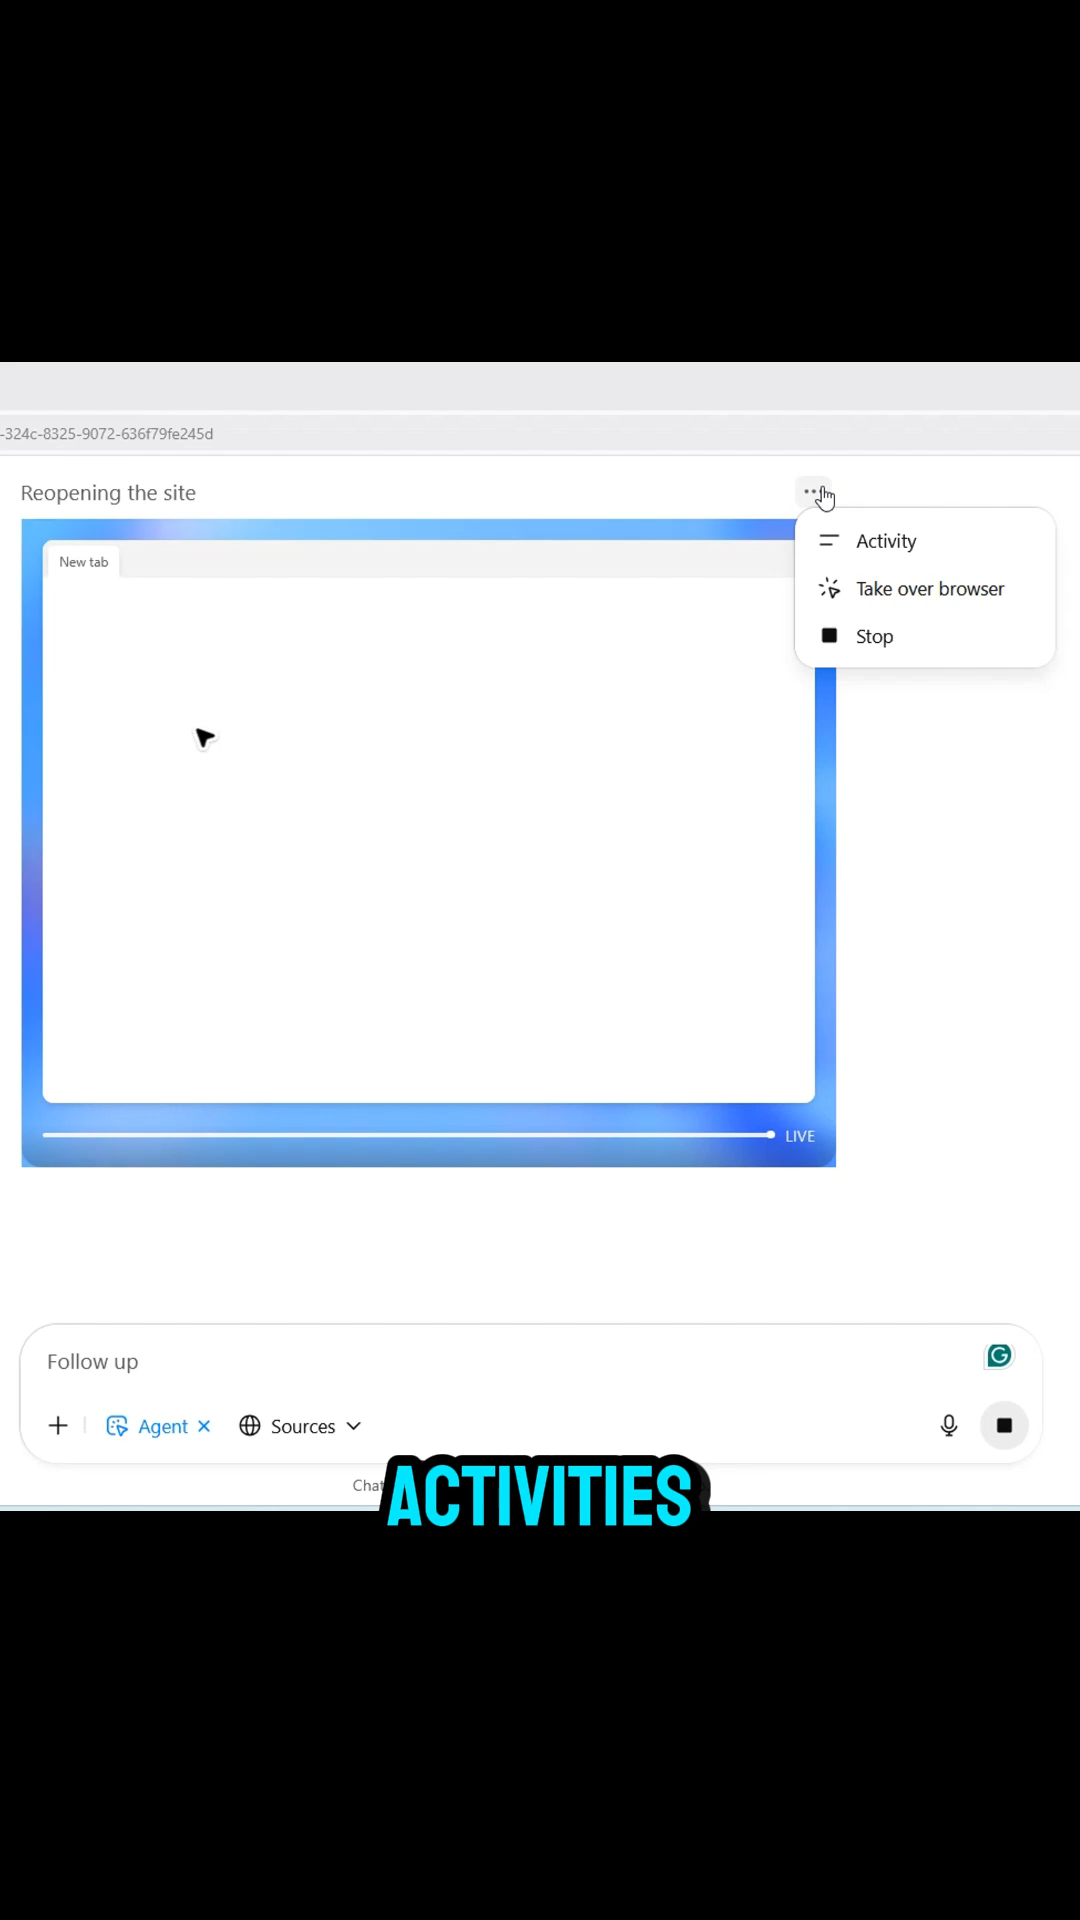 -324c-8325-9072-636f79fe245d
Reopening the site
Activity
Take over browser
Stop
New tab
LIVE
Follow up
Agent
Sources
Chat
ACTIVITIES